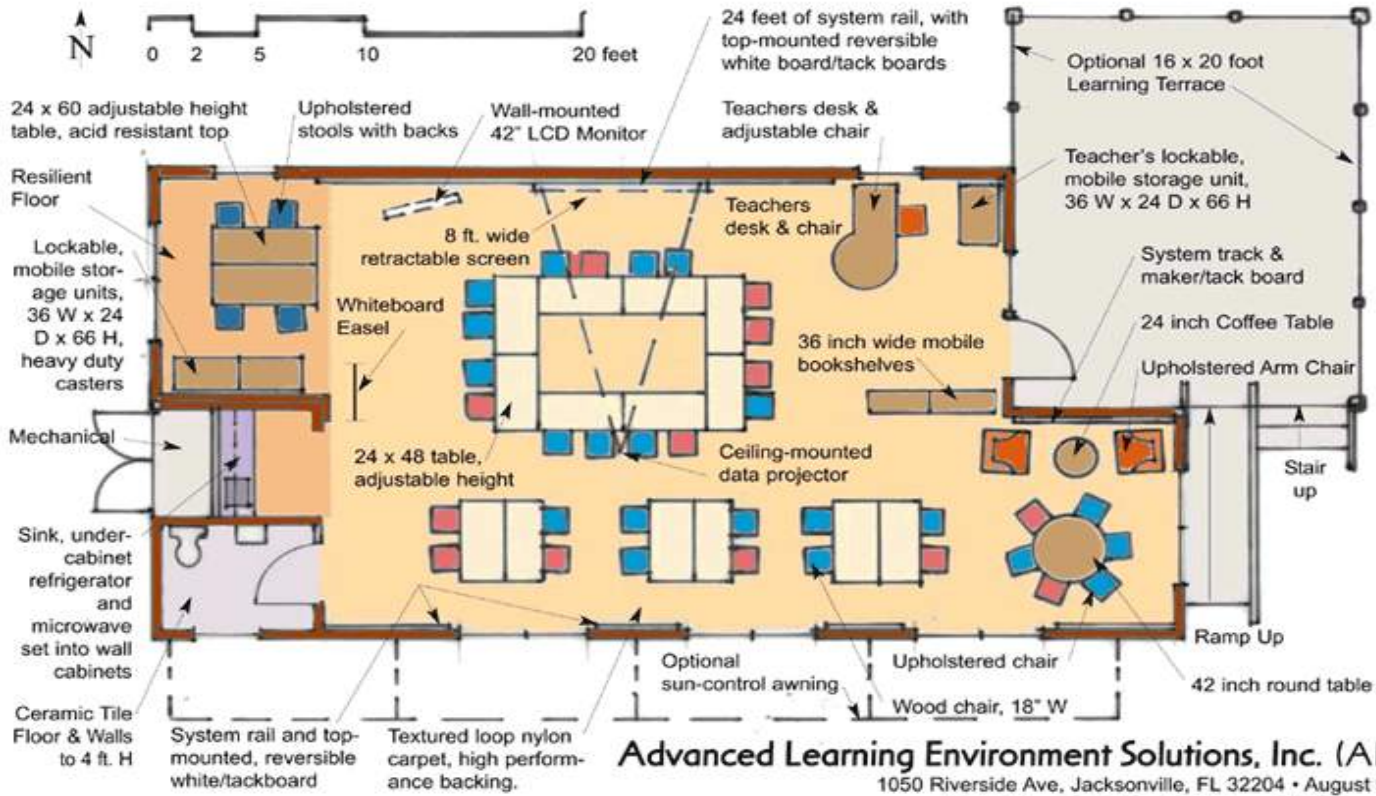 N
0 2 5 10 20 feet
24 feet of system rail, with
top-mounted reversible
white board/tack boards
Optional 16 x 20 foot
Learning Terrace
24 x 60 adjustable height
table, acid resistant top
Upholstered
stools with backs
Wall-mounted
42" LCD Monitor
Teachers desk &
adjustable chair
Teacher's lockable,
mobile storage unit,
36 W x 24 D x 66 H
Resilient
Floor
Teachers
desk & chair
8 ft. wide
retractable screen
Lockable,
mobile stor-
age units,
36 W x 24
D x 66 H,
heavy duty
casters
System track &
maker/tack board
Whiteboard
Easel
24 inch Coffee Table
36 inch wide mobile
bookshelves
Upholstered Arm Chair
Mechanical
24 x 48 table,
adjustable height
Ceiling-mounted
data projector
Stair
up
Sink, under-
cabinet
refrigerator
and
microwave
set into wall
cabinets
Ramp Up
Optional
sun-control awning
Upholstered chair
42 inch round table
Wood chair, 18" W
Ceramic Tile
Floor & Walls
to 4 ft. H
System rail and top-
mounted, reversible
white/tackboard
Textured loop nylon
carpet, high perform-
ance backing.
Advanced Learning Environment Solutions, Inc. (A
1050 Riverside Ave, Jacksonville, FL 32204 • August